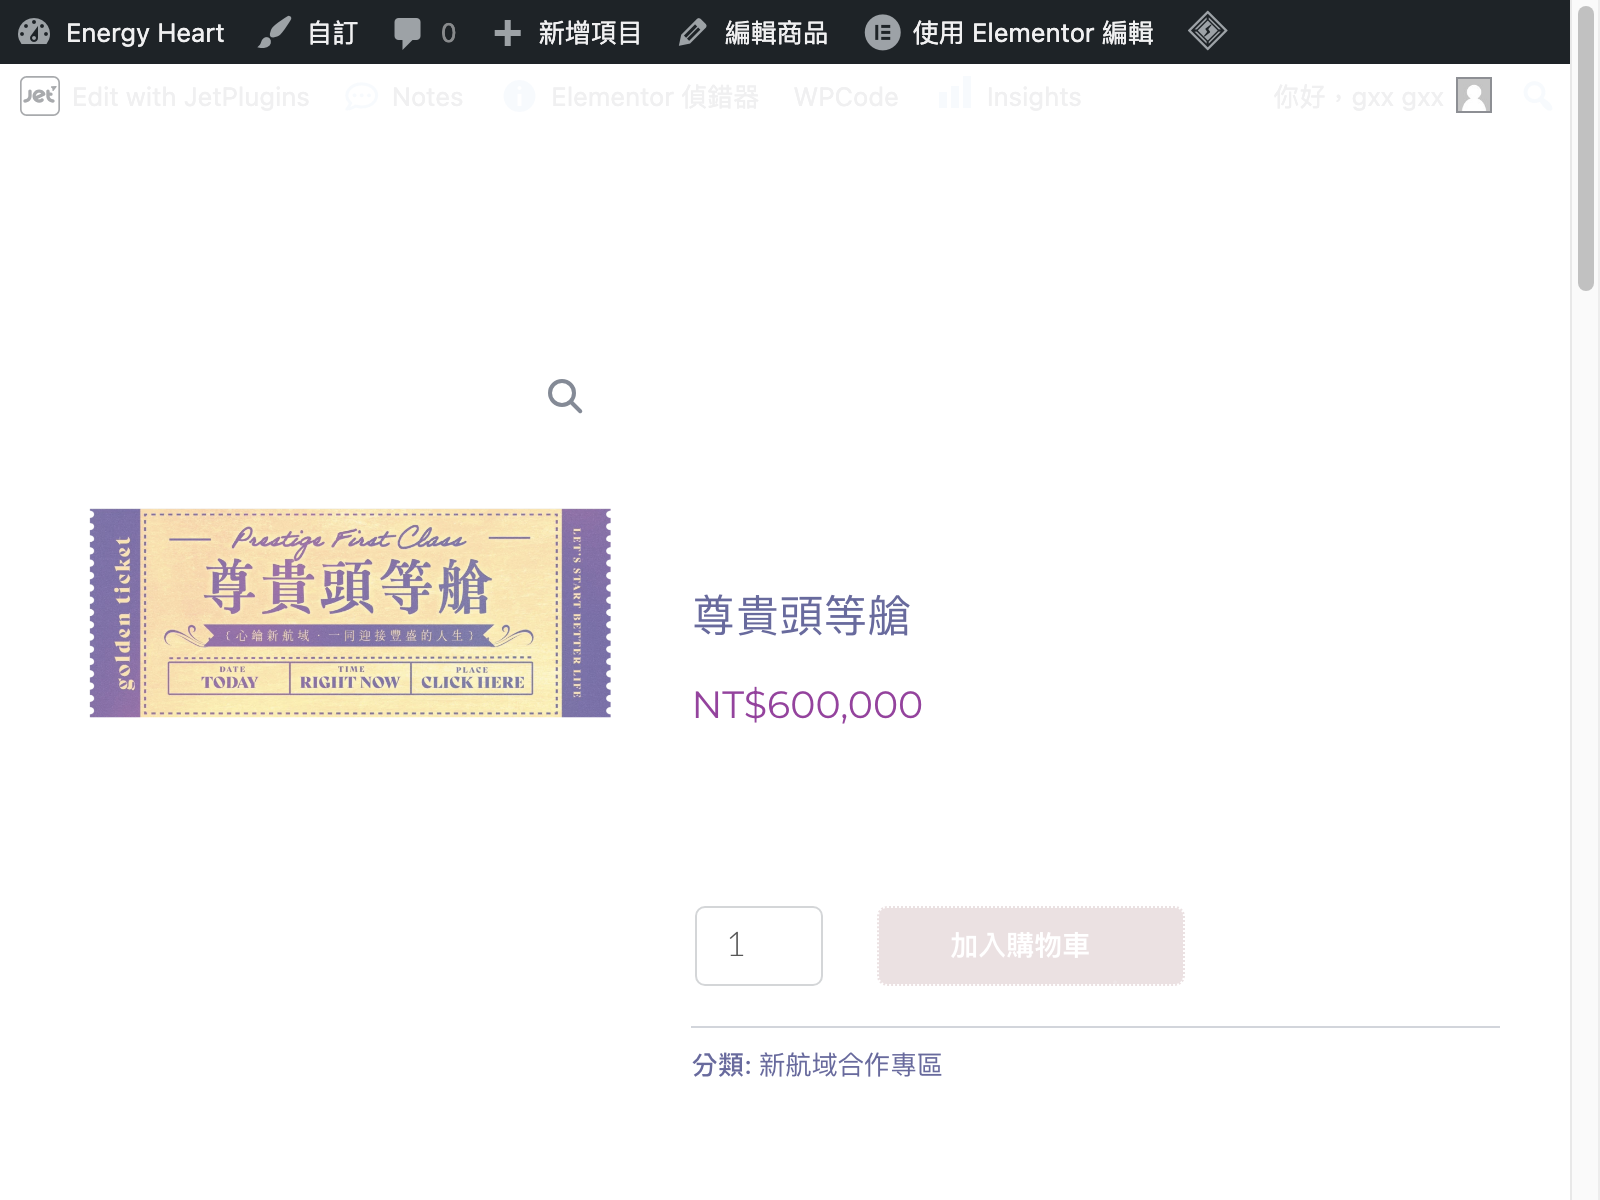 Energy Heart 自訂 0 新增項目 編輯商品 使用 Elementor 編輯
Jet Edit with JetPlugins Notes Elementor 偵錯器 WPCode Insights 你好，gxx gxx
golden ticket
Prestige First Class
尊貴頭等艙
{心鑰新航域．一同迎接豐盛的人生}
DATE TIME PLACE
TODAY RIGHT NOW CLICK HERE
LET'S START BETTER LIFE
尊貴頭等艙
NT$600,000
1 加入購物車
分類: 新航域合作專區